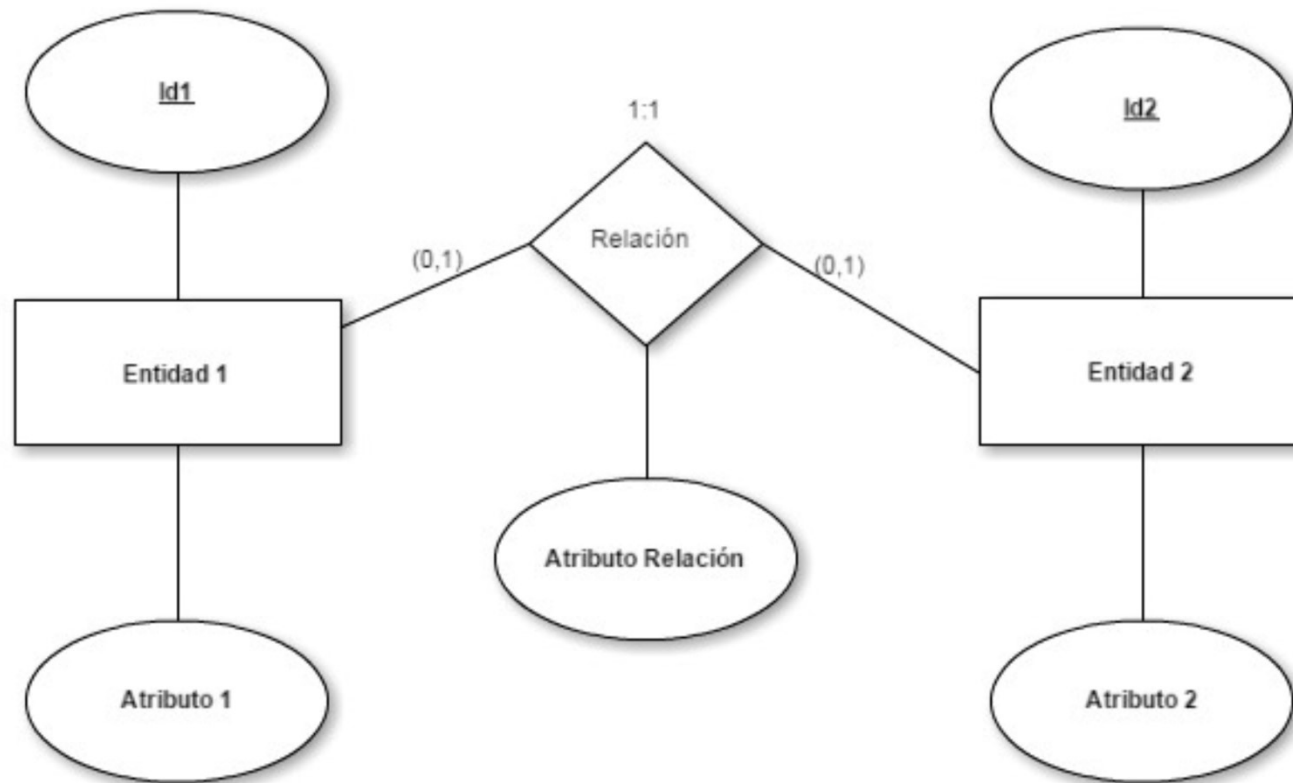 Id1
Id2
1:1
Relación
(0,1)
(0,1)
Entidad 1
Entidad 2
Atributo Relación
Atributo 1
Atributo 2